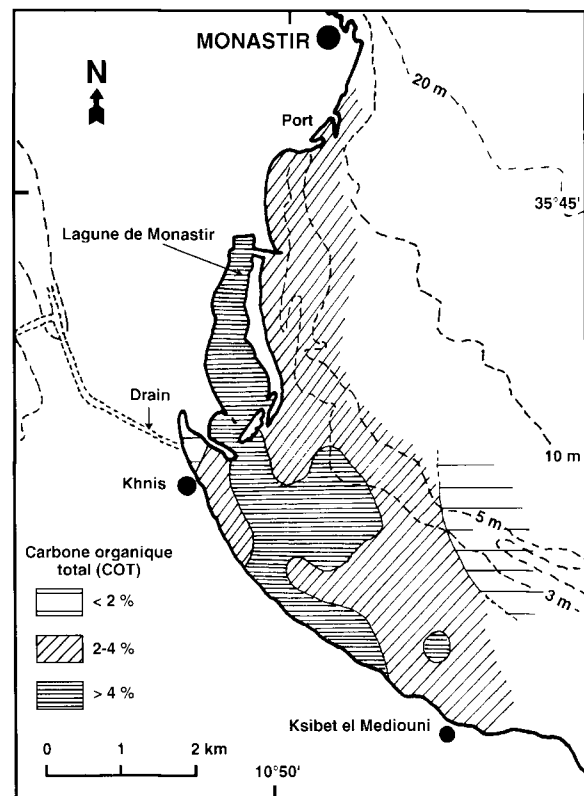 MONASTIR
N
20 m
Port
35°45'
Lagune de Monastir
Drain
10 m
Khnis
5 m
3 m
Carbone organique
total (COT)
< 2 %
2-4 %
> 4 %
Ksibet el Mediouni
0 1 2 km
10°50'